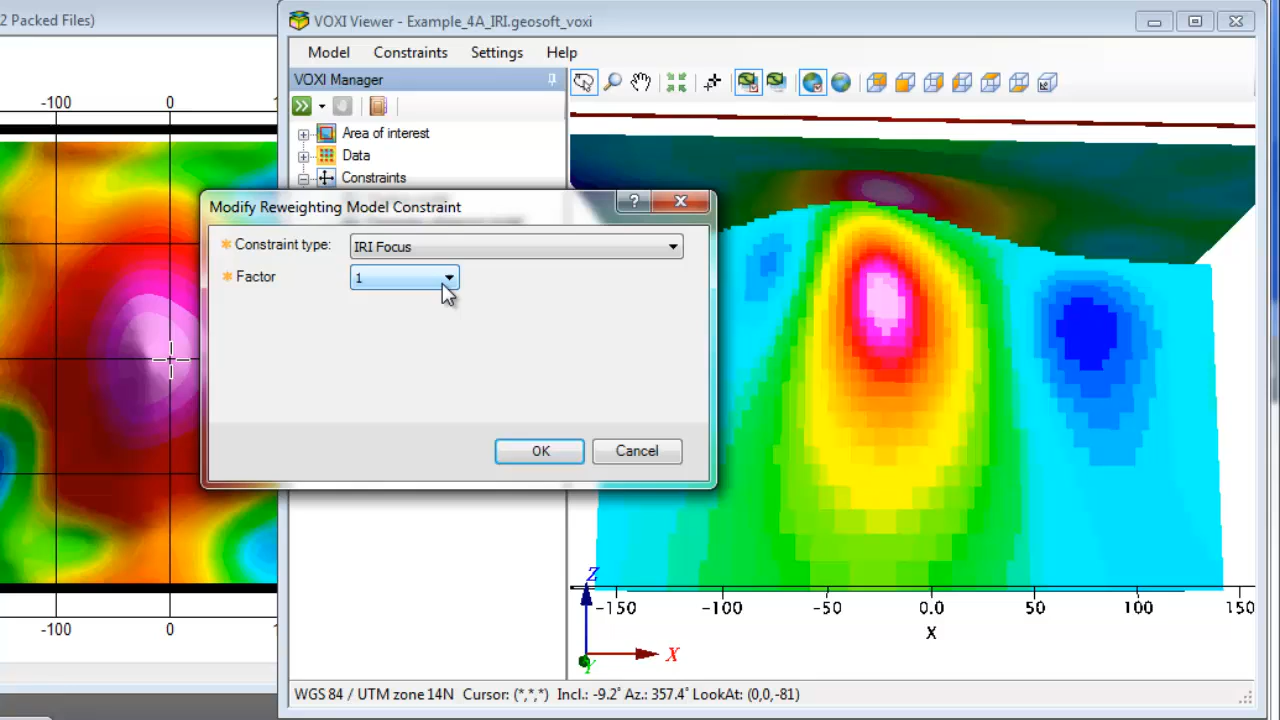 2 Packed Files)
VOXI Viewer - Example_4A_IRI.geosoft_voxi
Model Constraints Settings Help
VOXI Manager
Area of interest
Data
Constraints
Modify Reweighting Model Constraint
Constraint type: IRI Focus
Factor 1
OK Cancel
-100 0
-100 0
Z
X
Y
-150 -100 -50 0.0 50 100 150
X
WGS 84 / UTM zone 14N Cursor: (*,*,*) Incl.: -9.2° Az.: 357.4° LookAt: (0,0,-81)